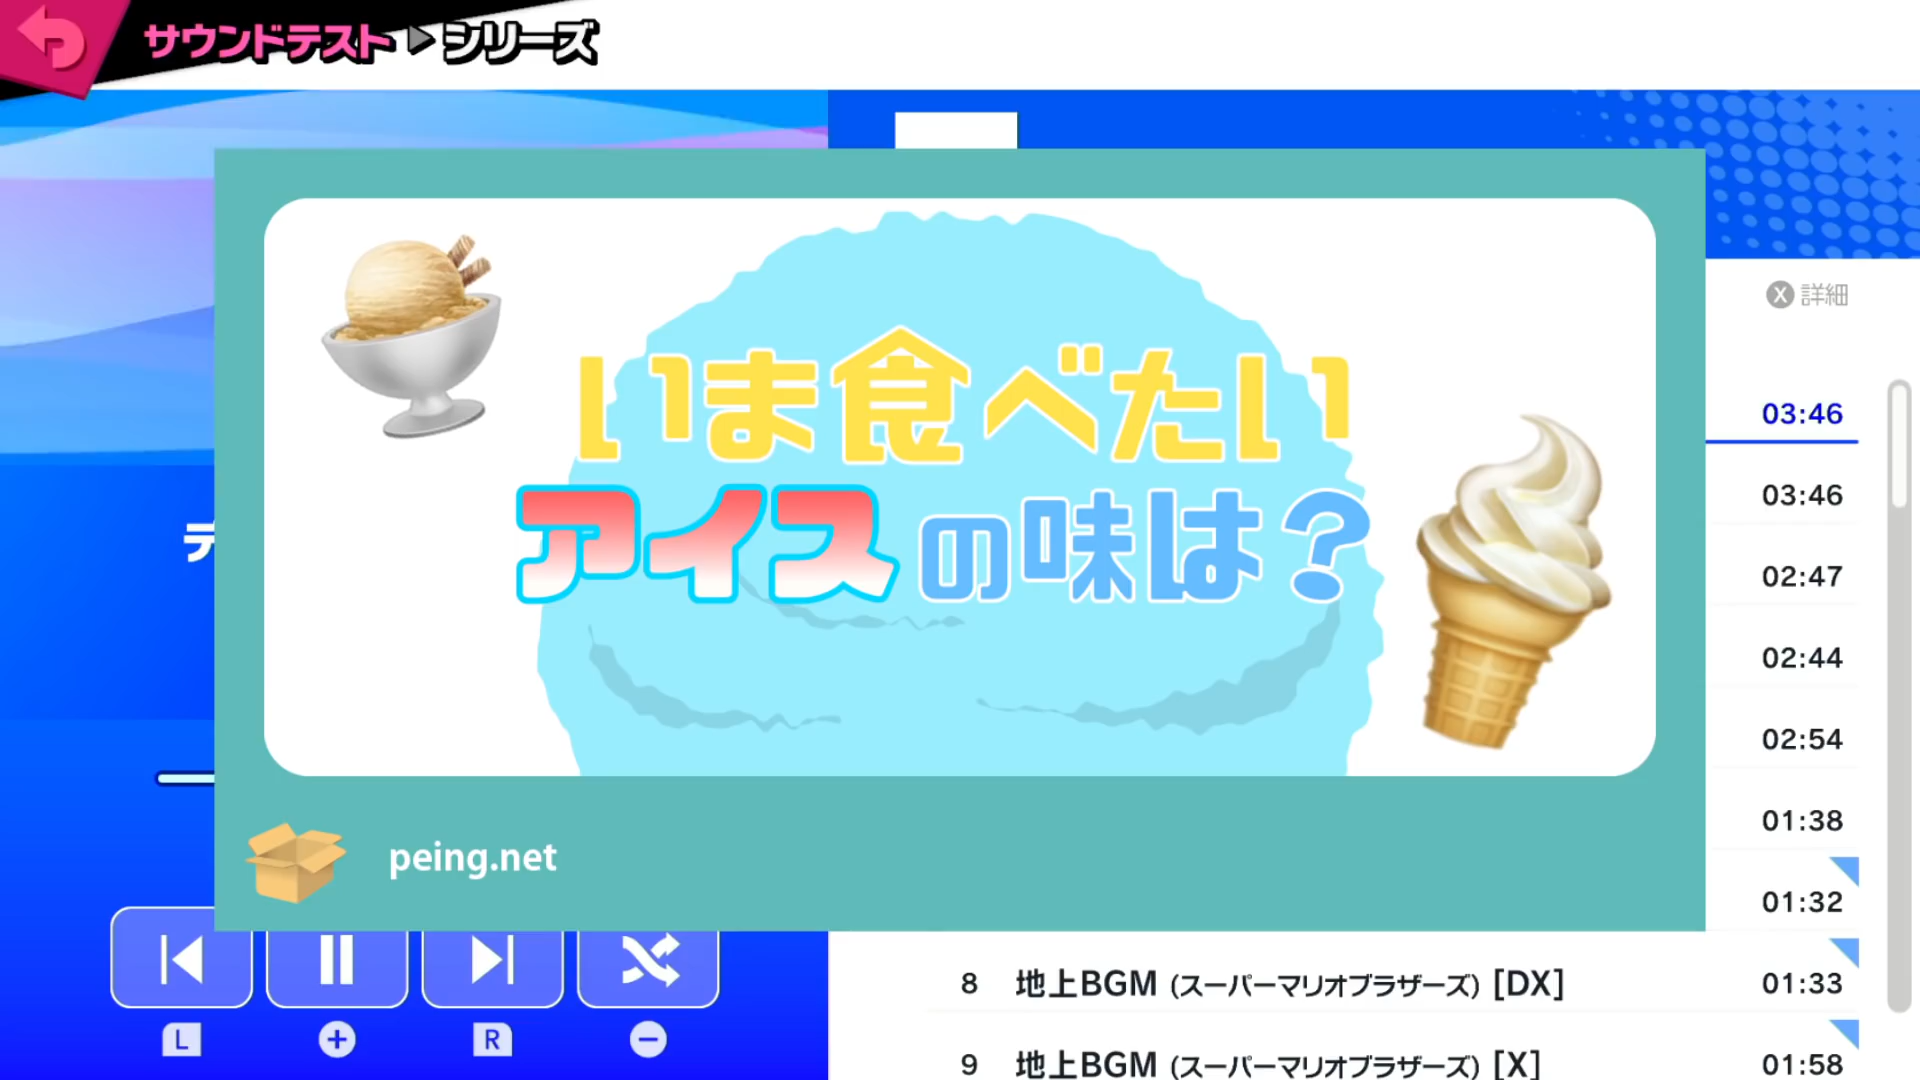 サウンドテスト▶シリーズ
X 詳細
いま食べたい
アイスの味は?
03:46
03:46
02:47
02:44
02:54
01:38
01:32
peing.net
8 地上BGM (スーパーマリオブラザーズ) [DX] 01:33
9 地上BGM (スーパーマリオブラザーズ) [X] 01:58
L + R −